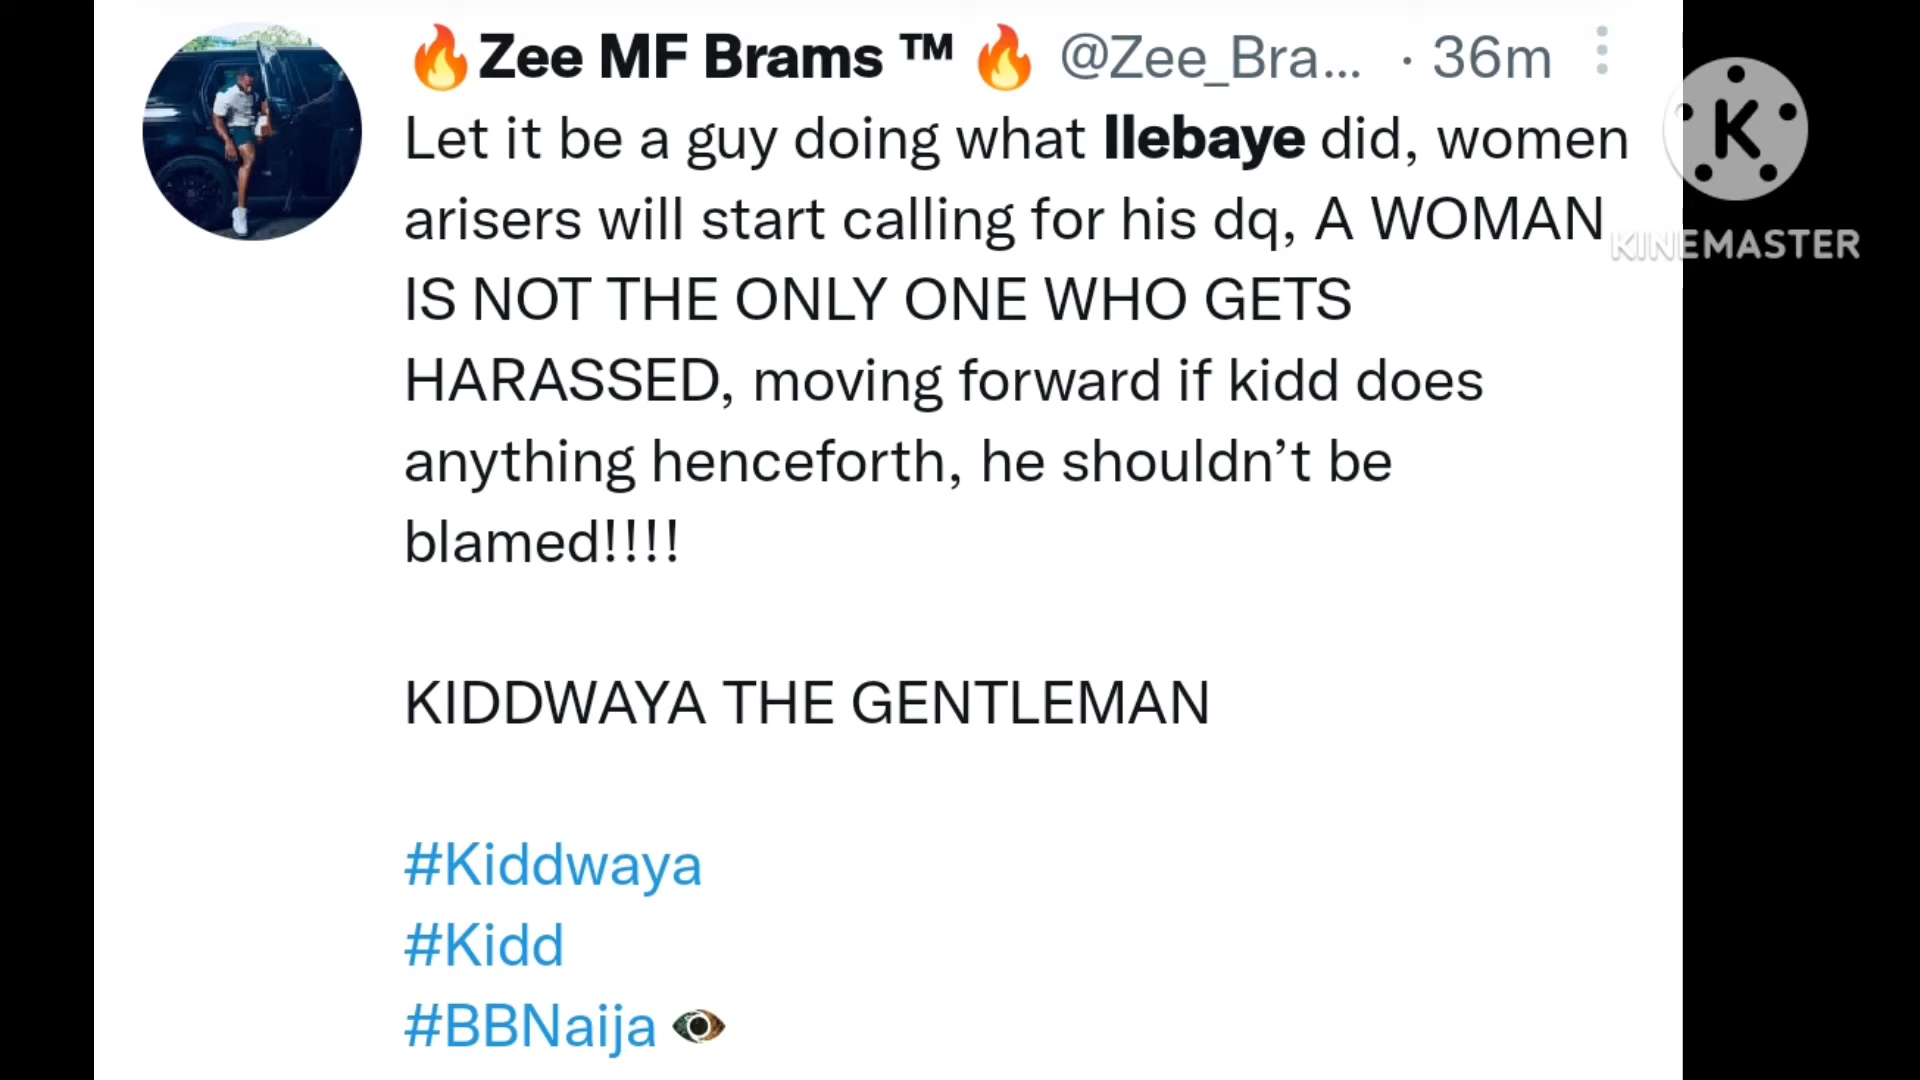 🔥Zee MF Brams ™🔥 @Zee_Bra... · 36m
Let it be a guy doing what Ilebaye did, women
arisers will start calling for his dq, A WOMAN
IS NOT THE ONLY ONE WHO GETS
HARASSED, moving forward if kidd does
anything henceforth, he shouldn’t be
blamed!!!!
KIDDWAYA THE GENTLEMAN
#Kiddwaya
#Kidd
#BBNaija
K
KINEMASTER